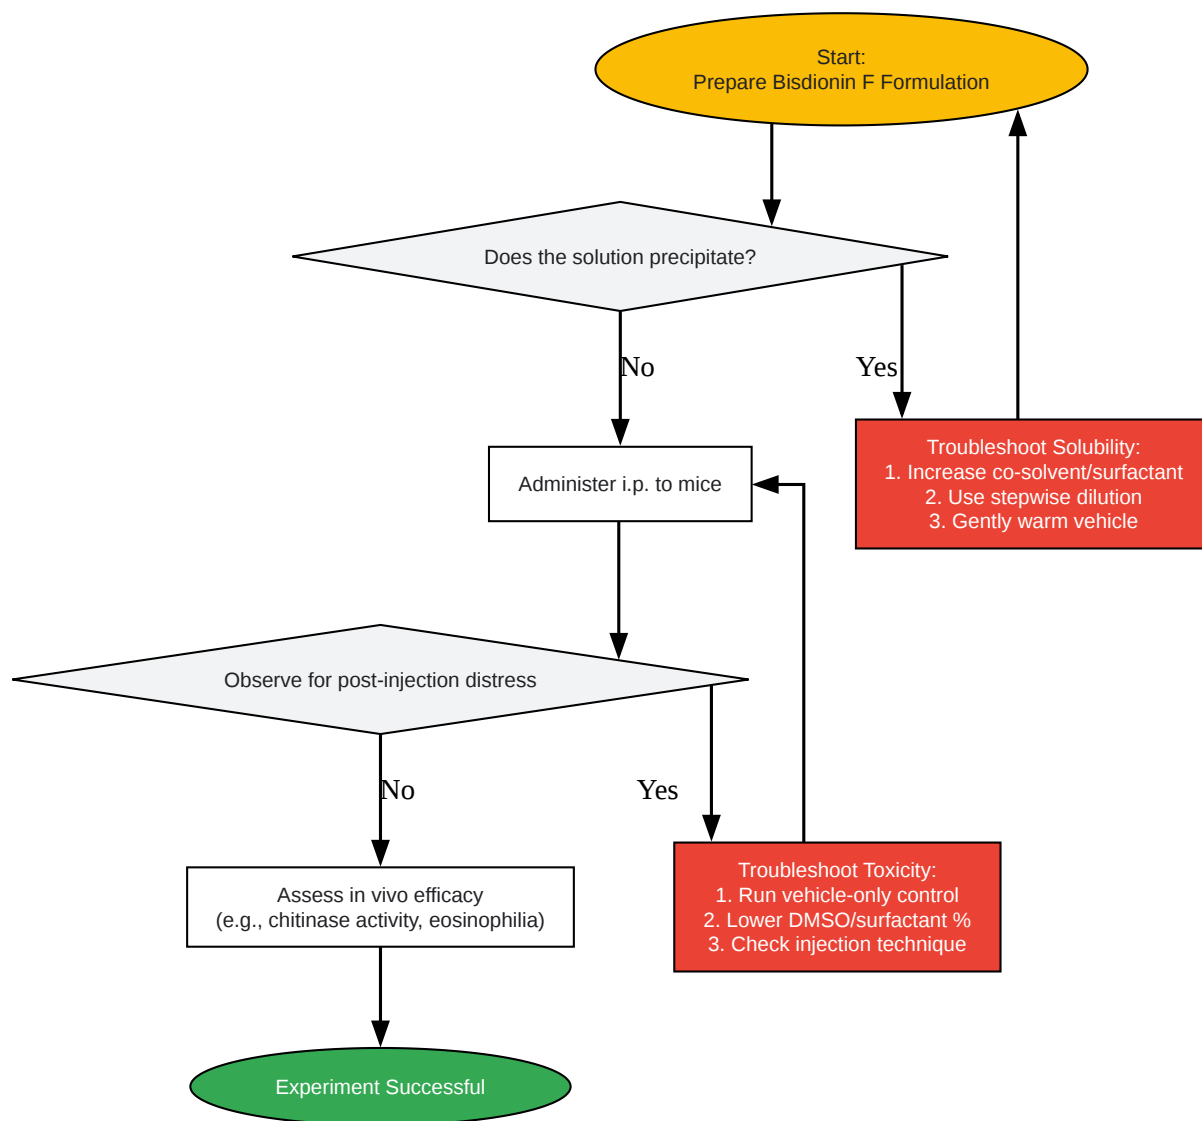 Start:
Prepare Bisdionin F Formulation
Does the solution precipitate?
No
Yes
Troubleshoot Solubility:
1. Increase co-solvent/surfactant
2. Use stepwise dilution
3. Gently warm vehicle
Administer i.p. to mice
Observe for post-injection distress
No
Yes
Troubleshoot Toxicity:
1. Run vehicle-only control
2. Lower DMSO/surfactant %
3. Check injection technique
Assess in vivo efficacy
(e.g., chitinase activity, eosinophilia)
Experiment Successful